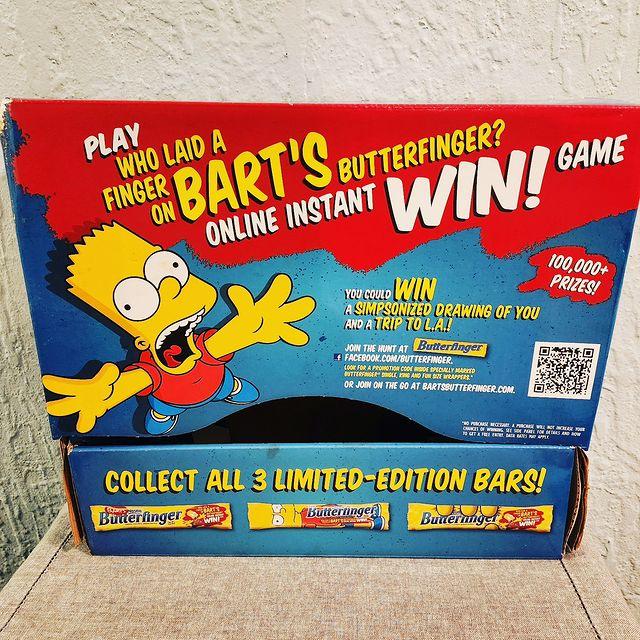 PLAY
WHO LAID A
FINGER
ON BART'S BUTTERFINGER?
ONLINE INSTANT WIN! GAME
100,000+
PRIZES!
YOU COULD WIN
A SIMPSONIZED DRAWING OF YOU
AND A TRIP TO L.A.!
JOIN THE HUNT AT Butterfinger
f FACEBOOK.COM/BUTTERFINGER.
LOOK FOR A PROMOTION CODE INSIDE SPECIALLY MARKED
BUTTERFINGER® SINGLE, KING AND FUN SIZE WRAPPERS.*
OR JOIN ON THE GO AT BARTSBUTTERFINGER.COM.
*NO PURCHASE NECESSARY. A PURCHASE WILL NOT INCREASE YOUR
CHANCES OF WINNING. SEE SIDE PANEL FOR DETAILS AND HOW
TO GET A FREE ENTRY. DATA RATES MAY APPLY.
COLLECT ALL 3 LIMITED-EDITION BARS!
Butterfinger BART'S WIN!
Butterfinger
Butterfinger BART'S WIN!